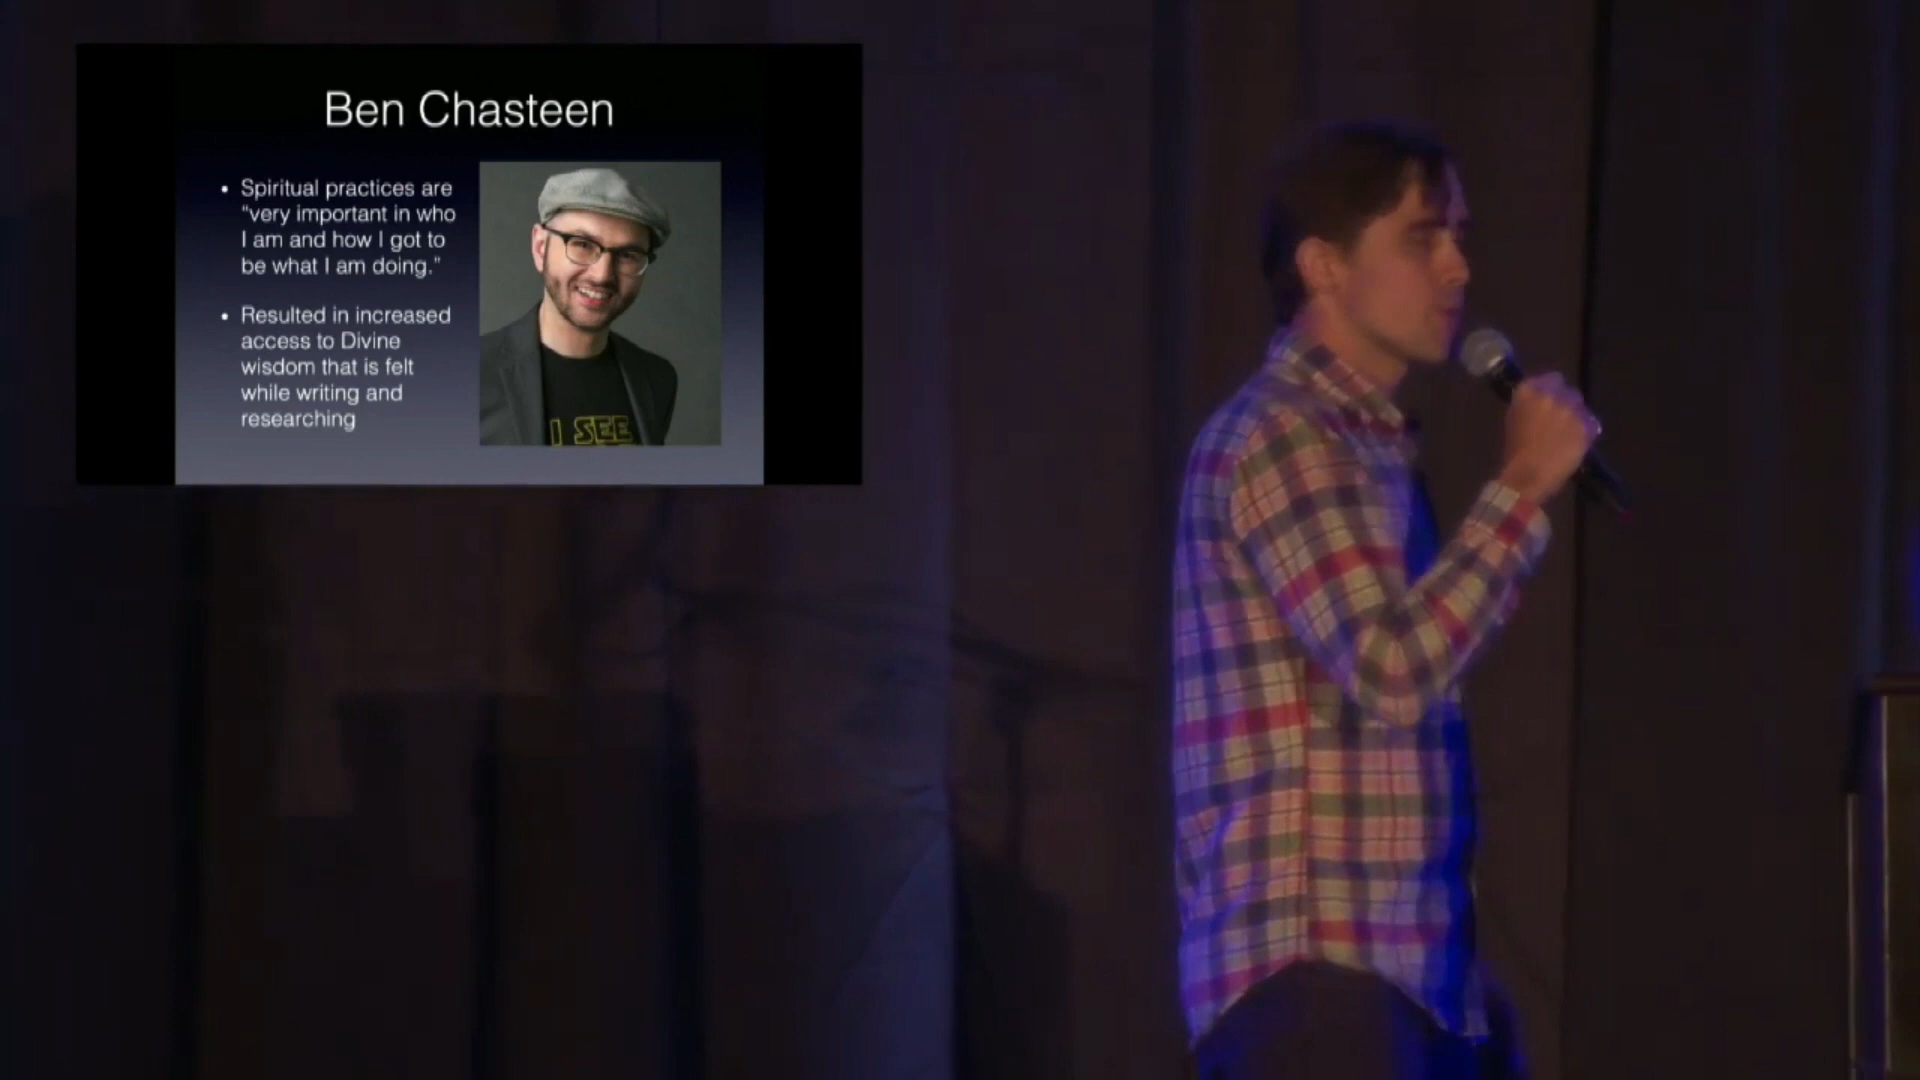 Ben Chasteen
• Spiritual practices are
"very important in who
I am and how I got to
be what I am doing."
• Resulted in increased
access to Divine
wisdom that is felt
while writing and
researching
I SEE